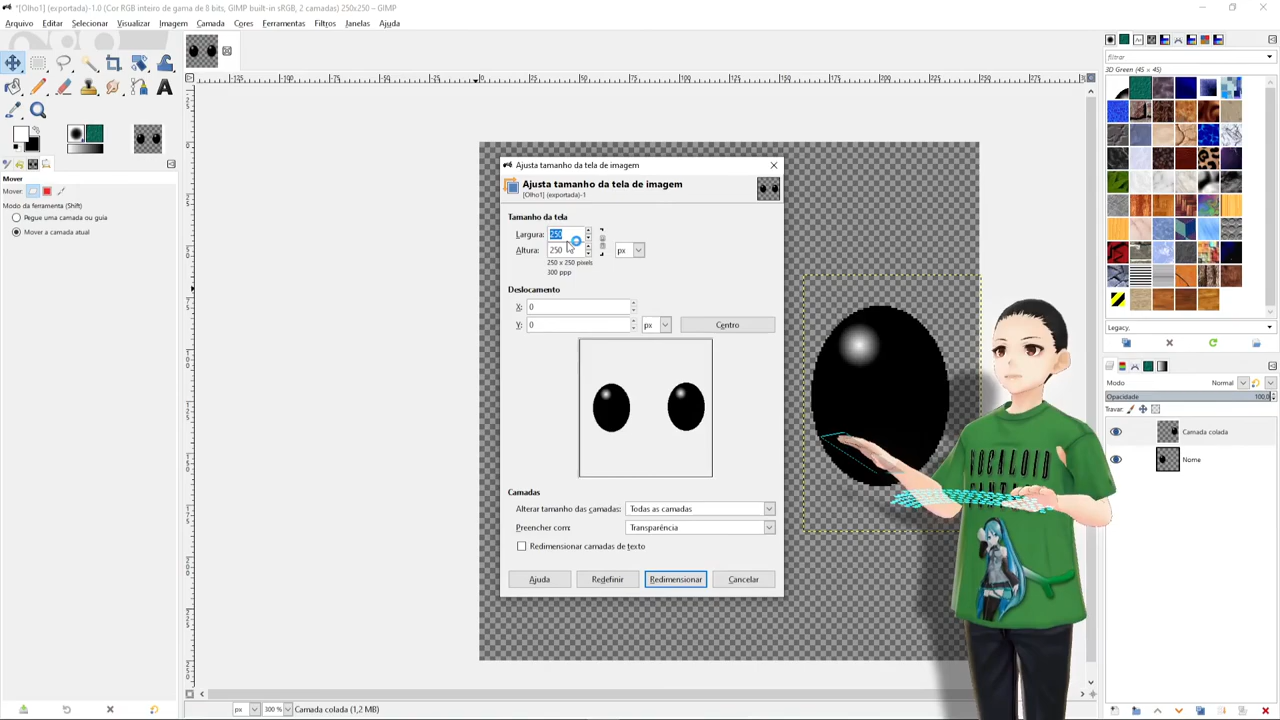 *[Olho1] (exportada)-1.0 (Cor RGB inteiro de gama de 8 bits, GIMP built-in sRGB, 2 camadas) 250x250 – GIMP
Arquivo Editar Selecionar Visualizar Imagem Camada Cores Ferramentas Filtros Janelas Ajuda
filtrar
3D Green (45 × 45)
Mover
Mover:
Modo da ferramenta (Shift)
Pegue uma camada ou guia
Mover a camada atual
Ajusta tamanho da tela de imagem
Ajusta tamanho da tela de imagem
[Olho1] (exportada)-1
Tamanho da tela
Largura: 250
Altura: 250 px
250 x 250 pixels
300 ppp
Deslocamento
X: 0
Y: 0 px Centro
Camadas
Alterar tamanho das camadas: Todas as camadas
Preencher com: Transparência
Redimensionar camadas de texto
Ajuda Redefinir Redimensionar Cancelar
Legacy,
Modo Normal
Opacidade 100,0
Travar:
Camada colada
Nome
VOCALOID
px 300 % Camada colada (1,2 MB)